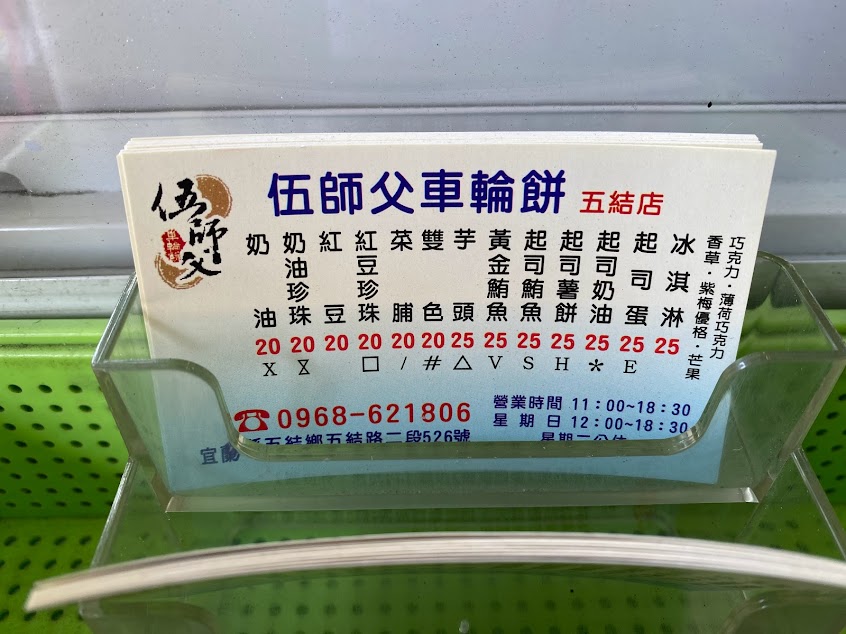 伍師父
車輪餅
伍師父車輪餅 五結店
奶油
奶油珍珠
紅豆
紅豆珍珠
菜脯
雙色
芋頭
黃金鮪魚
起司鮪魚
起司薯餅
起司奶油
起司蛋
冰淇淋
巧克力・薄荷巧克力
香草・紫梅優格・芒果
20 20 20 20 20 20 25 25 25 25 25 25 25
X X □ / # △ V S H * E
☎0968-621806
營業時間 11:00~18:30
星期日 12:00~18:30
宜蘭 五結鄉五結路二段526號